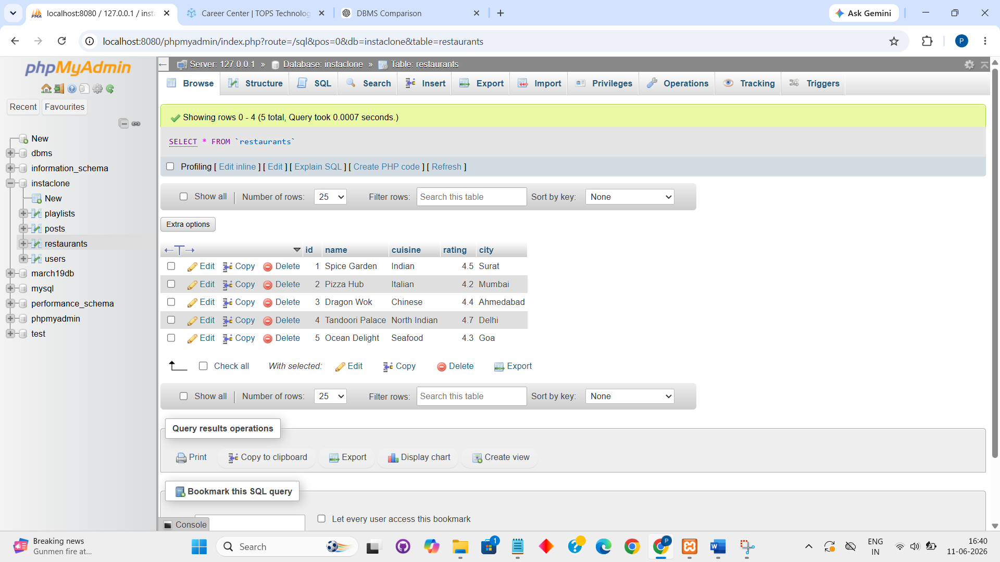 localhost:8080 / 127.0.0.1 / insta
Career Center | TOPS Technolog
DBMS Comparison
Ask Gemini
localhost:8080/phpmyadmin/index.php?route=/sql&pos=0&db=instaclone&table=restaurants
P
phpMyAdmin
Recent
Favourites
New
dbms
information_schema
instaclone
New
playlists
posts
restaurants
users
march19db
mysql
performance_schema
phpmyadmin
test
Server: 127.0.0.1 » Database: instaclone » Table: restaurants
Browse Structure SQL Search Insert Export Import Privileges Operations Tracking Triggers
Showing rows 0 - 4 (5 total, Query took 0.0007 seconds.)
SELECT * FROM `restaurants`
Profiling [ Edit inline ] [ Edit ] [ Explain SQL ] [ Create PHP code ] [ Refresh ]
Show all Number of rows: 25 Filter rows: Search this table Sort by key: None
Extra options
id name cuisine rating city
Edit Copy Delete 1 Spice Garden Indian 4.5 Surat
Edit Copy Delete 2 Pizza Hub Italian 4.2 Mumbai
Edit Copy Delete 3 Dragon Wok Chinese 4.4 Ahmedabad
Edit Copy Delete 4 Tandoori Palace North Indian 4.7 Delhi
Edit Copy Delete 5 Ocean Delight Seafood 4.3 Goa
Check all With selected: Edit Copy Delete Export
Show all Number of rows: 25 Filter rows: Search this table Sort by key: None
Query results operations
Print Copy to clipboard Export Display chart Create view
Bookmark this SQL query
Let every user access this bookmark
Console
Breaking news
Gunmen fire at...
Search
1
P
ENG
IN
16:40
11-06-2026